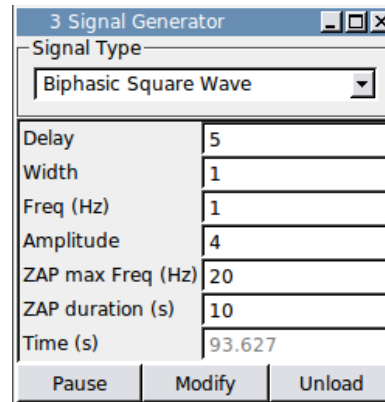 3 Signal Generator
Signal Type
Biphasic Square Wave
Delay 5
Width 1
Freq (Hz) 1
Amplitude 4
ZAP max Freq (Hz) 20
ZAP duration (s) 10
Time (s) 93.627
Pause Modify Unload